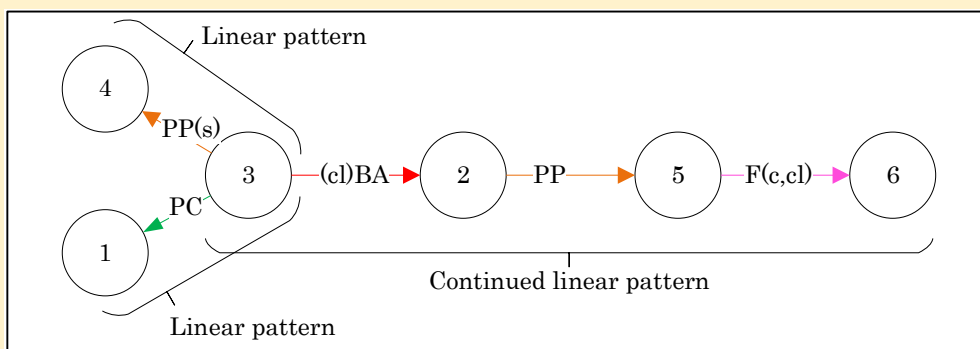 Linear pattern
4
PP(s)
3
(cl)BA
2
PP
5
F(c,cl)
6
PC
1
Continued linear pattern
Linear pattern